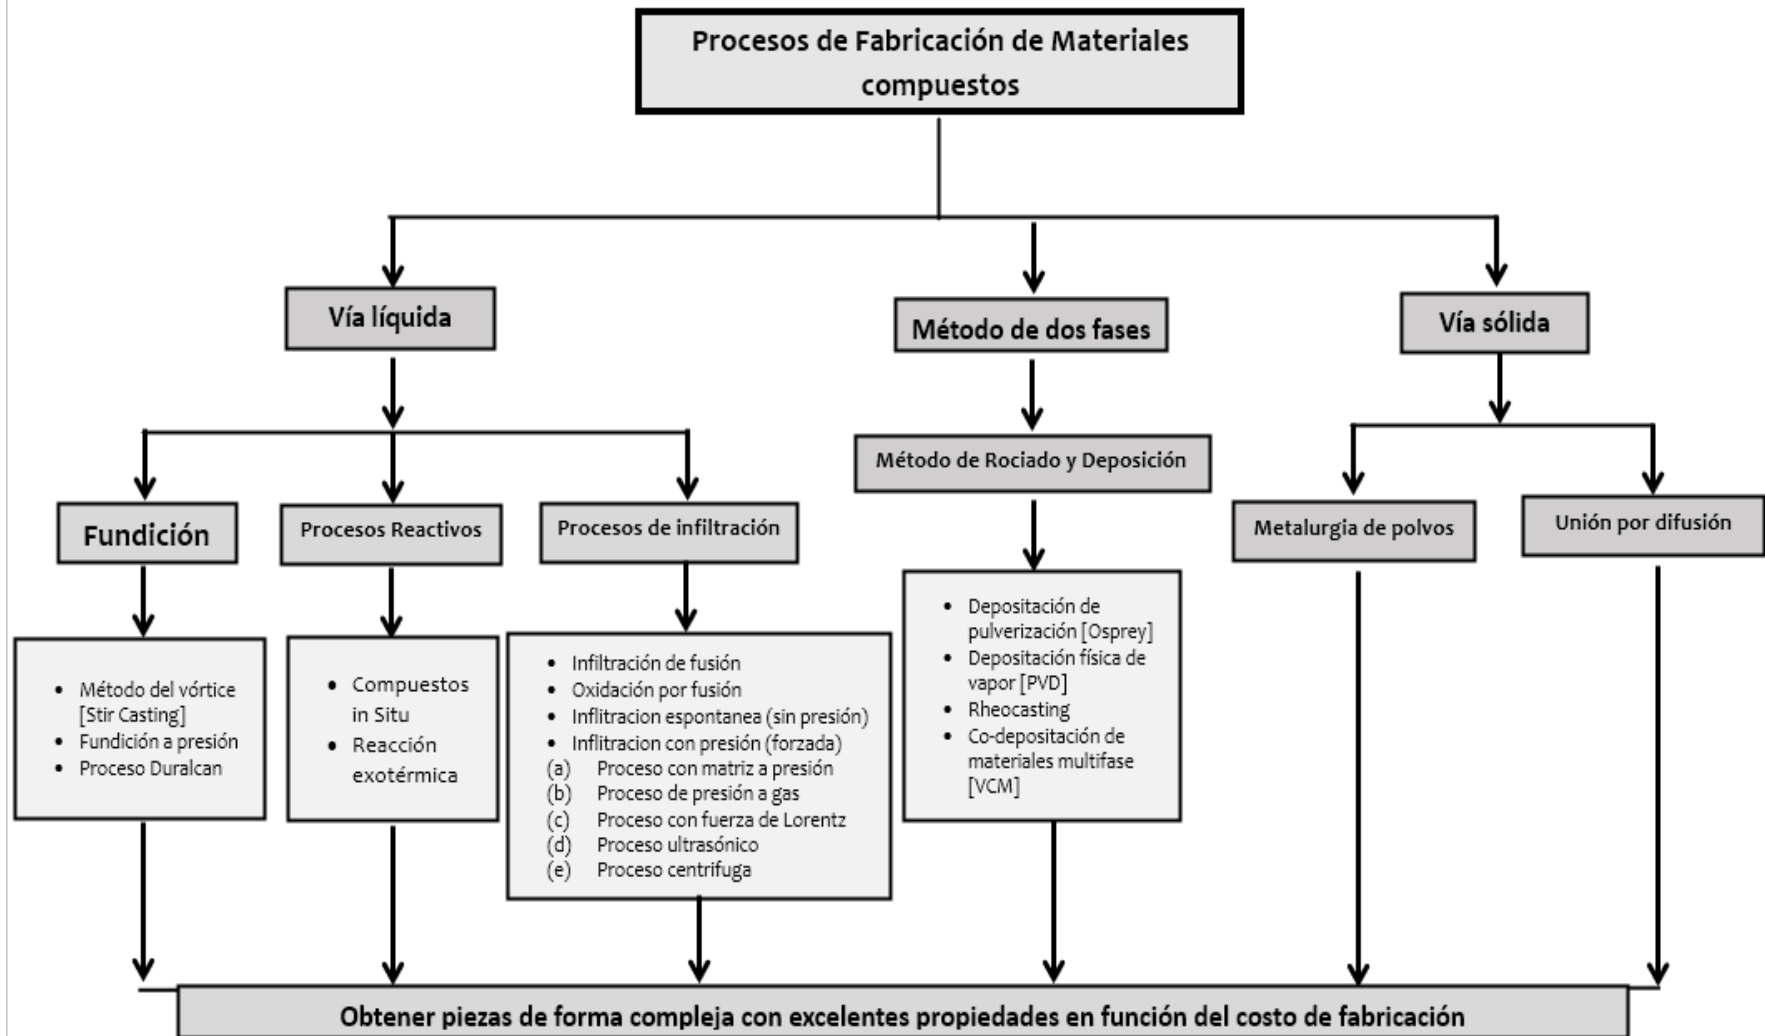 Procesos de Fabricación de Materiales
compuestos
Vía líquida
Método de dos fases
Vía sólida
Método de Rociado y Deposición
Fundición
Procesos Reactivos
Procesos de infiltración
Metalurgia de polvos
Unión por difusión
• Método del vórtice
[Stir Casting]
• Fundición a presión
• Proceso Duralcan
• Compuestos
in Situ
• Reacción
exotérmica
• Infiltración de fusión
• Oxidación por fusión
• Inflitracion espontanea (sin presión)
• Inflitracion con presión (forzada)
(a) Proceso con matriz a presión
(b) Proceso de presión a gas
(c) Proceso con fuerza de Lorentz
(d) Proceso ultrasónico
(e) Proceso centrifuga
• Depositación de
pulverización [Osprey]
• Depositación física de
vapor [PVD]
• Rheocasting
• Co-depositación de
materiales multifase
[VCM]
Obtener piezas de forma compleja con excelentes propiedades en función del costo de fabricación